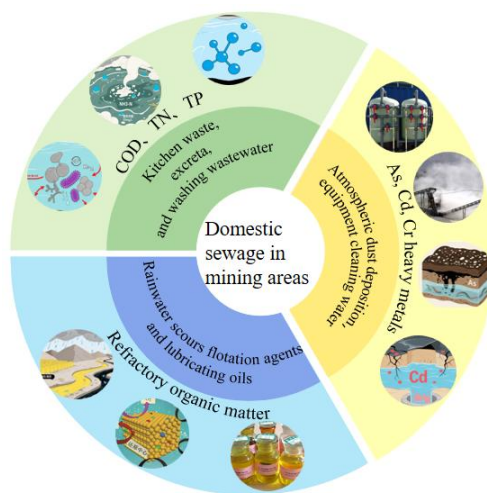 COD、TN、TP
Kitchen waste,
excreta,
and washing wastewater
Domestic
sewage in
mining areas
Atmospheric dust deposition,
equipment cleaning water
As, Cd, Cr heavy metals
As
Cd
Rainwater scours flotation agents
and lubricating oils
Refractory organic matter